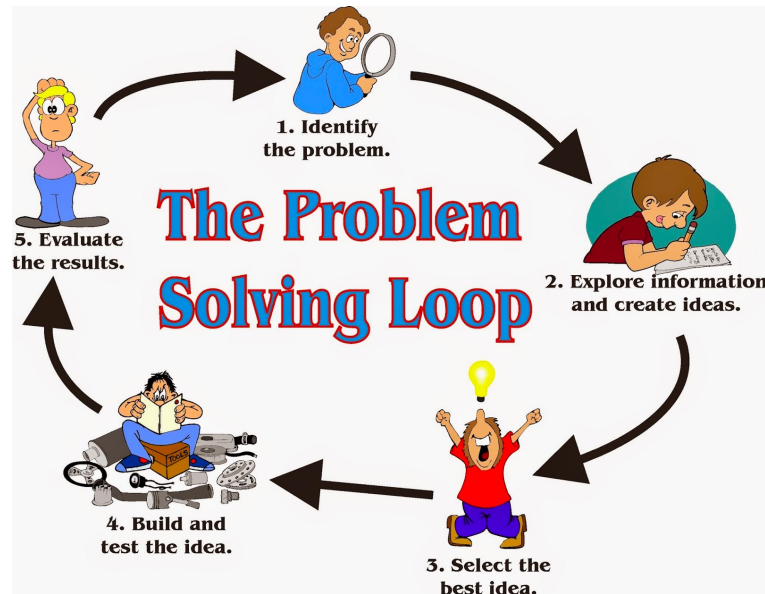 The Problem
Solving Loop
1. Identify
the problem.
2. Explore information
and create ideas.
3. Select the
best idea.
4. Build and
test the idea.
TOOLS
5. Evaluate
the results.